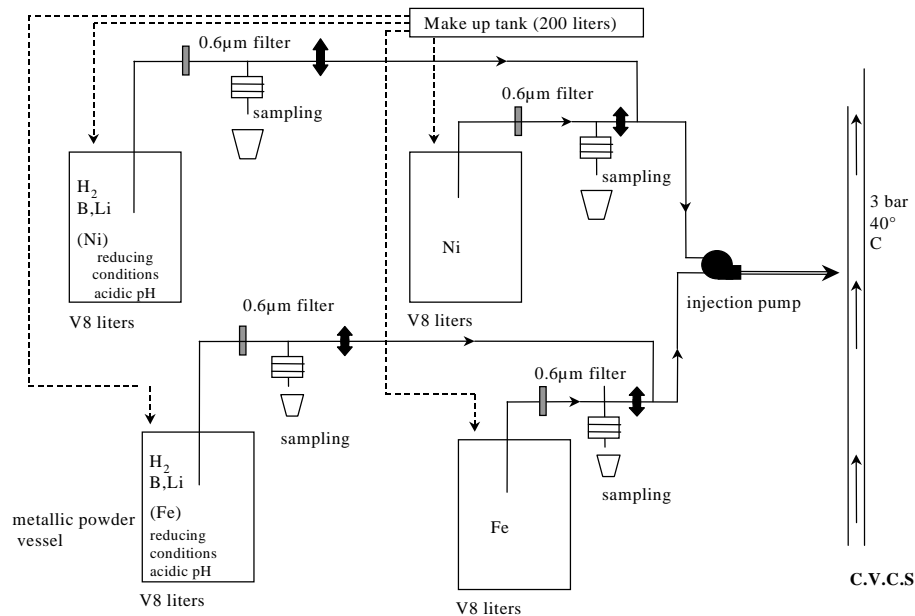 Make up tank (200 liters)
0.6µm filter
sampling
0.6µm filter
sampling
H2
B,Li
(Ni)
reducing
conditions
acidic pH
V8 liters
Ni
V8 liters
3 bar
40°
C
injection pump
0.6µm filter
sampling
0.6µm filter
sampling
H2
B,Li
(Fe)
reducing
conditions
acidic pH
V8 liters
metallic powder
vessel
Fe
V8 liters
C.V.C.S